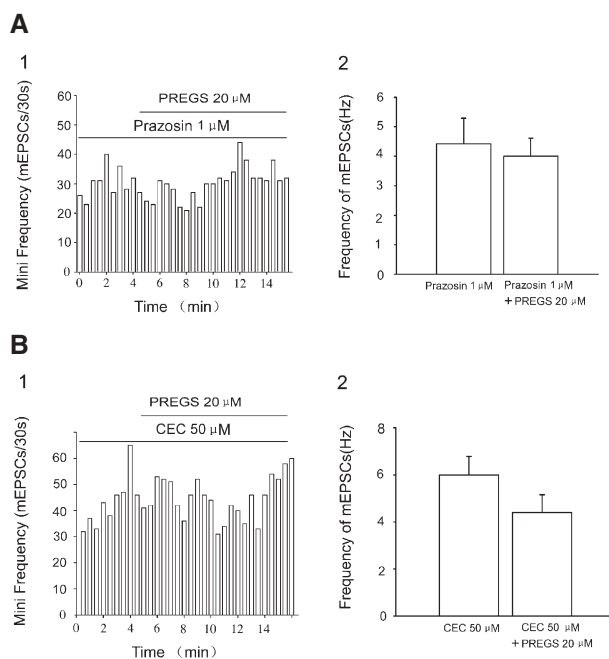 A
1
PREGS 20 μM
Prazosin 1 μM
Mini Frequency (mEPSCs/30s)
60
50
40
30
20
10
0
0 2 4 6 8 10 12 14
Time (min)
2
Frequency of mEPSCs(Hz)
6
5
4
3
2
1
0
Prazosin 1 μM
Prazosin 1 μM
+ PREGS 20 μM
B
1
PREGS 20 μM
CEC 50 μM
Mini Frequency (mEPSCs/30s)
60
50
40
30
20
10
0
0 2 4 6 8 10 12 14
Time (min)
2
Frequency of mEPSCs(Hz)
8
6
4
2
0
CEC 50 μM
CEC 50 μM
+ PREGS 20 μM